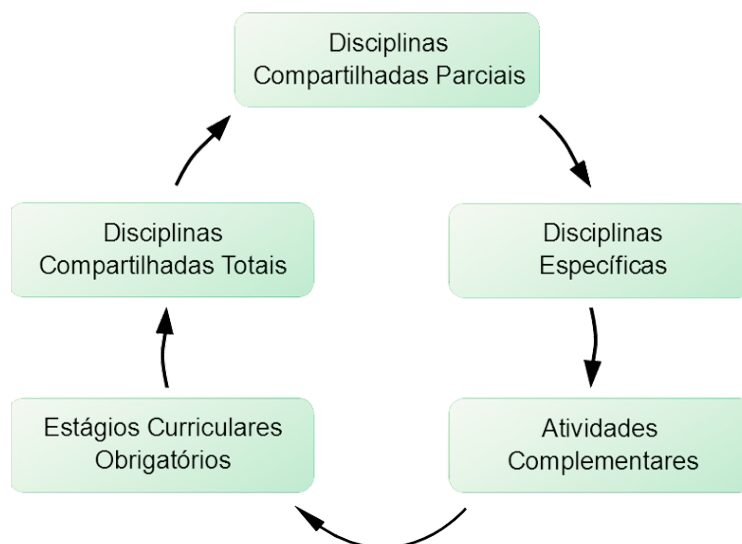 Disciplinas
Compartilhadas Parciais
Disciplinas
Compartilhadas Totais
Disciplinas
Específicas
Estágios Curriculares
Obrigatórios
Atividades
Complementares